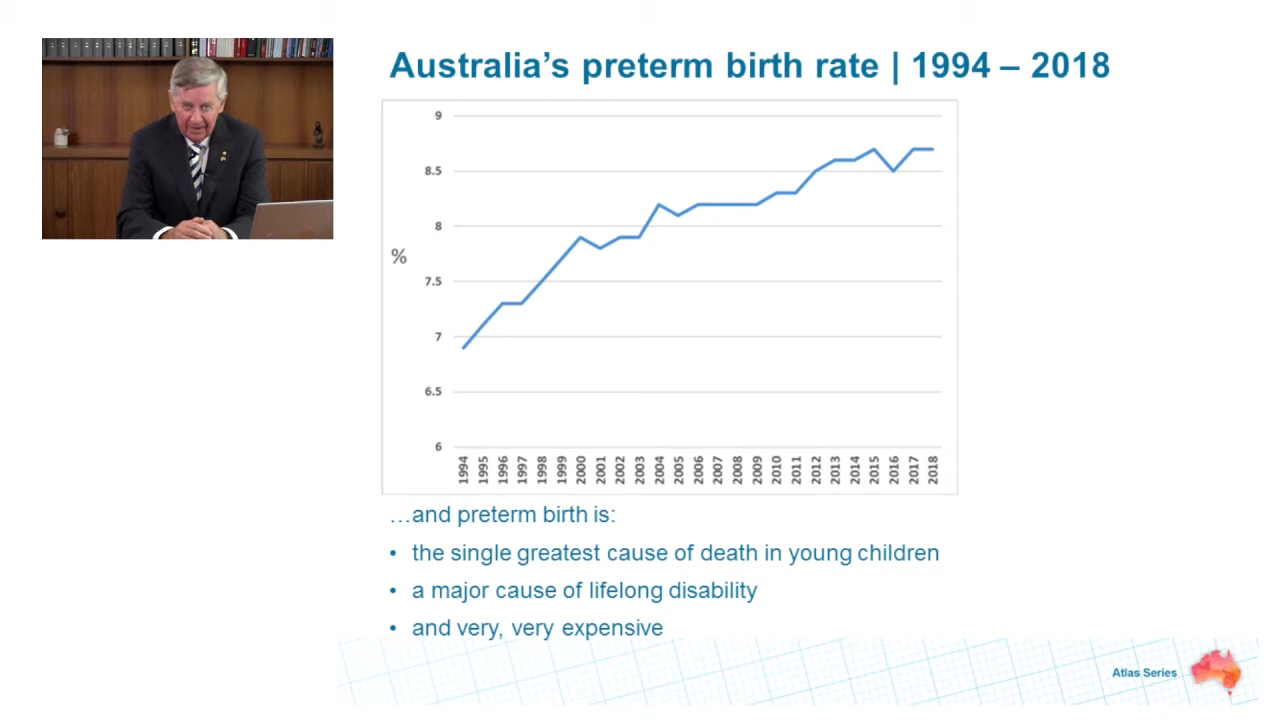 Australia’s preterm birth rate | 1994 – 2018
9
8.5
8
%
7.5
7
6.5
6
1994 1995 1996 1997 1998 1999 2000 2001 2002 2003 2004 2005 2006 2007 2008 2009 2010 2011 2012 2013 2014 2015 2016 2017 2018
…and preterm birth is:
• the single greatest cause of death in young children
• a major cause of lifelong disability
• and very, very expensive
Atlas Series